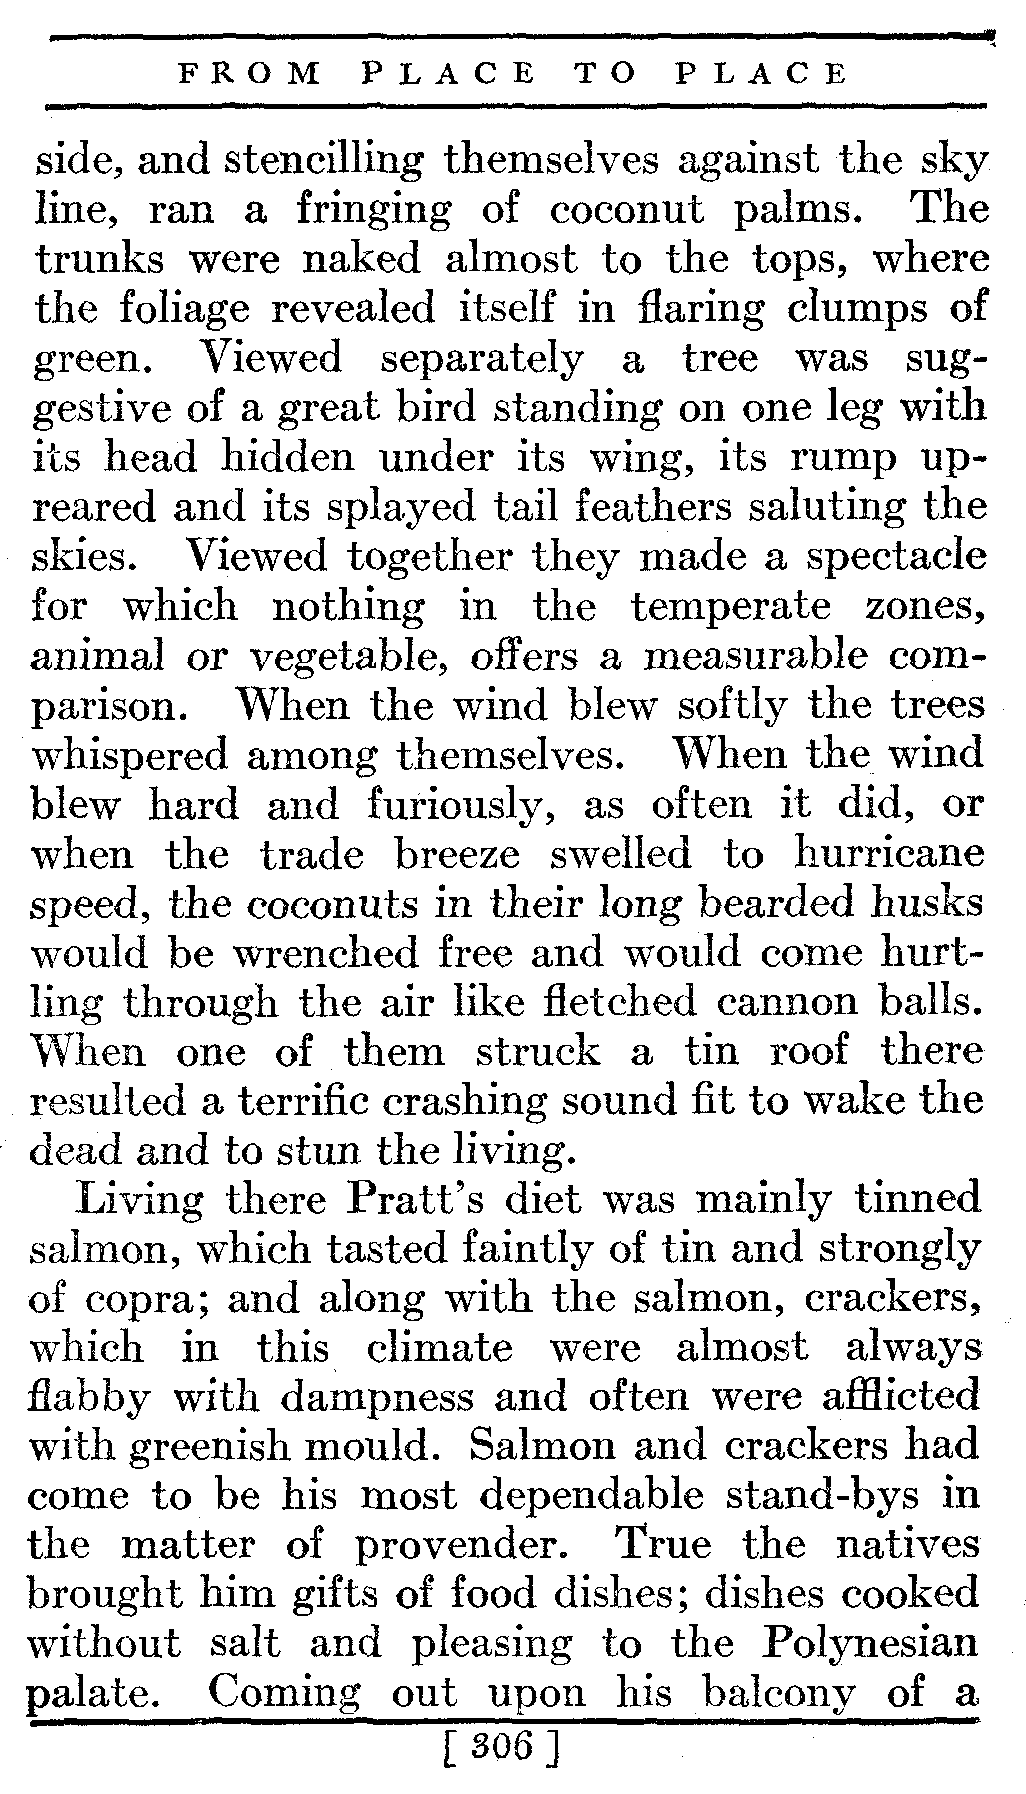 FROM PLACE TO PLACE
side, and stencilling themselves against the sky
line, ran a fringing of coconut palms. The
trunks were naked almost to the tops, where
the foliage revealed itself in flaring clumps of
green. Viewed separately a tree was sug-
gestive of a great bird standing on one leg with
its head hidden under its wing, its rump up-
reared and its splayed tail feathers saluting the
skies. Viewed together they made a spectacle
for which nothing in the temperate zones,
animal or vegetable, offers a measurable com-
parison. When the wind blew softly the trees
whispered among themselves. When the wind
blew hard and furiously, as often it did, or
when the trade breeze swelled to hurricane
speed, the coconuts in their long bearded husks
would be wrenched free and would come hurt-
ling through the air like fletched cannon balls.
When one of them struck a tin roof there
resulted a terrific crashing sound fit to wake the
dead and to stun the living.
Living there Pratt's diet was mainly tinned
salmon, which tasted faintly of tin and strongly
of copra; and along with the salmon, crackers,
which in this climate were almost always
flabby with dampness and often were afflicted
with greenish mould. Salmon and crackers had
come to be his most dependable stand-bys in
the matter of provender. True the natives
brought him gifts of food dishes; dishes cooked
without salt and pleasing to the Polynesian
palate. Coming out upon his balcony of a
[ 306 ]